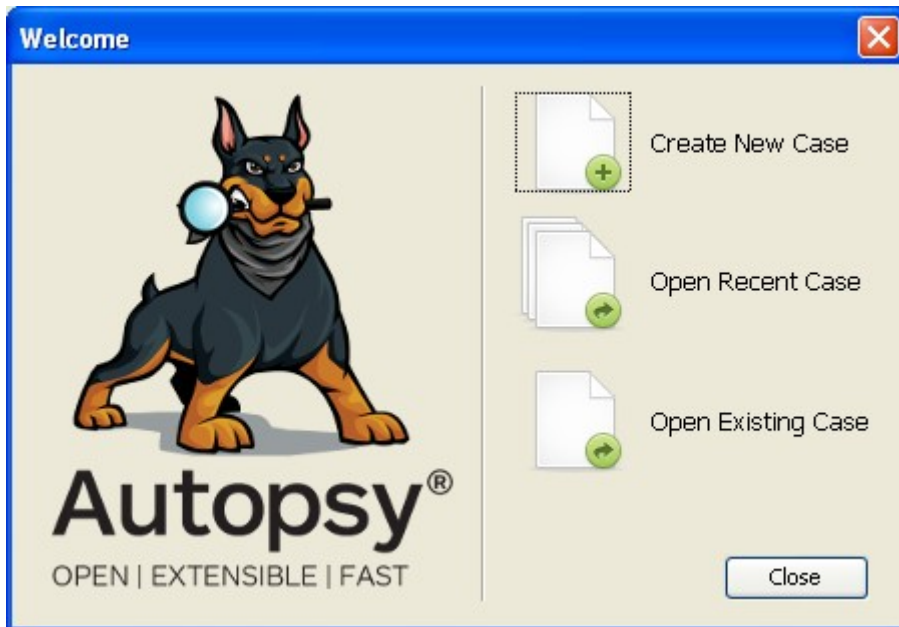 Welcome
Create New Case
Open Recent Case
Open Existing Case
Autopsy®
OPEN | EXTENSIBLE | FAST
Close